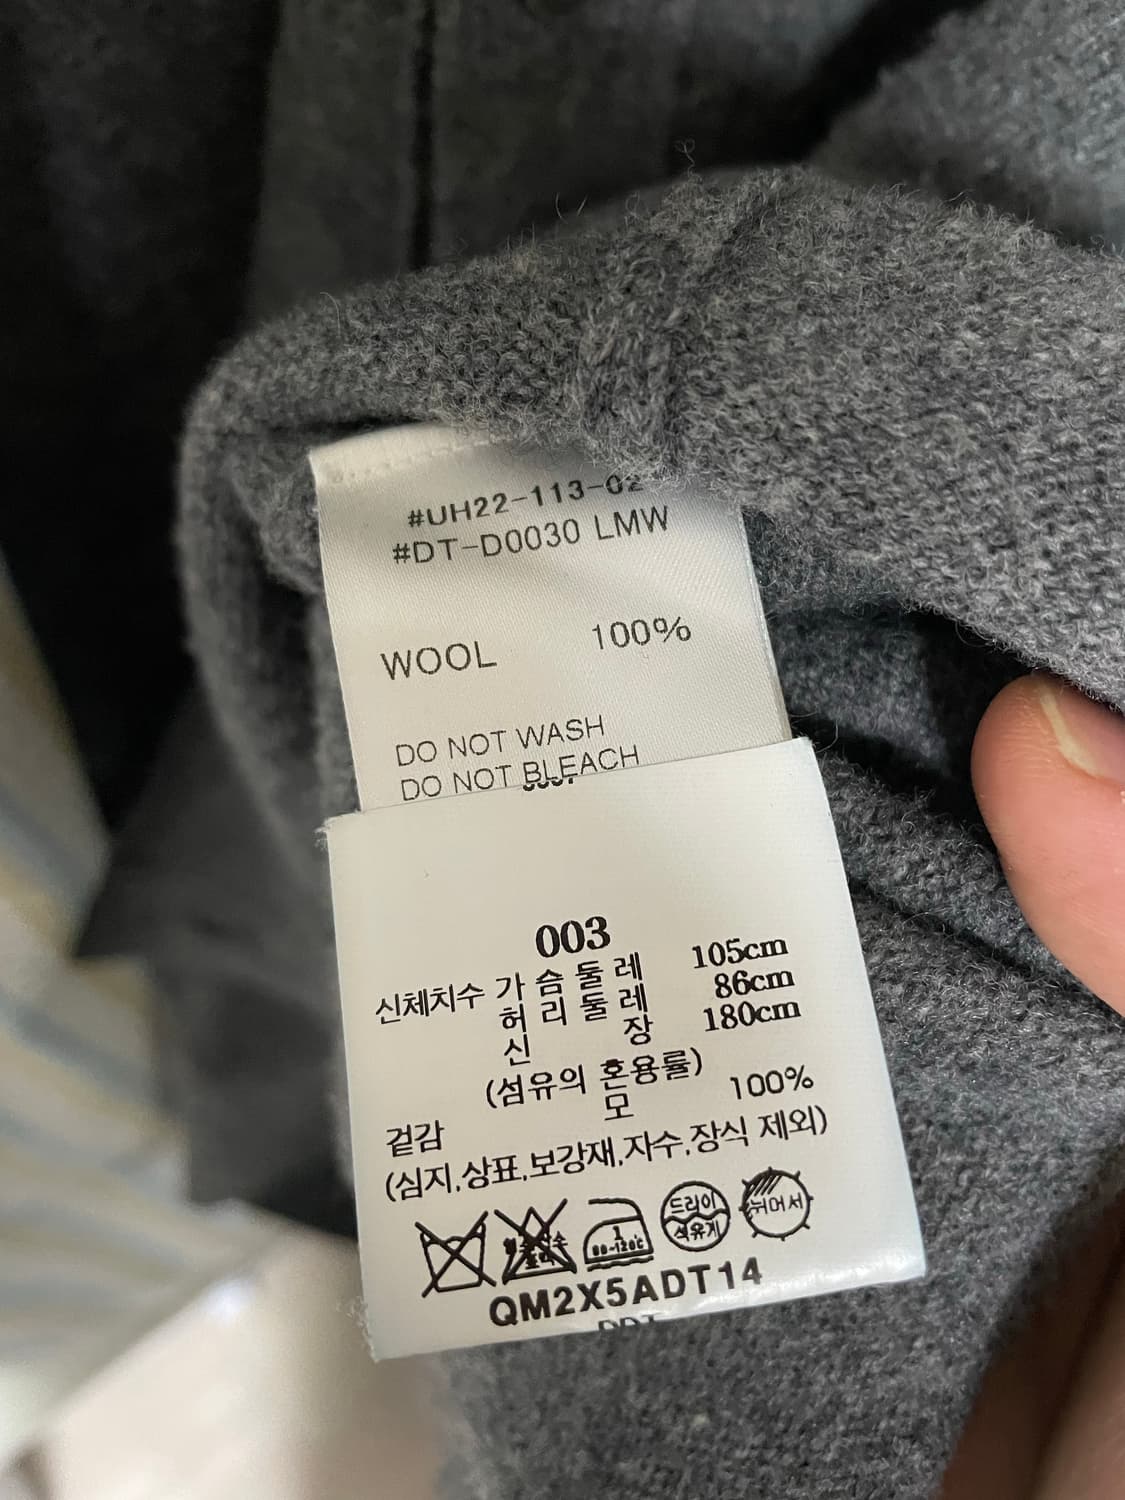 #UH22-113-02
#DT-D0030 LMW
WOOL 100%
DO NOT WASH
DO NOT BLEACH
003
신체치수 가슴둘레 105cm
허리둘레 86cm
신장 180cm
(섬유의 혼용률)
겉감 모 100%
(심지,상표,보강재,자수,장식 제외)
1
80-120℃
드라이
석유계
뉘어서
QM2X5ADT14